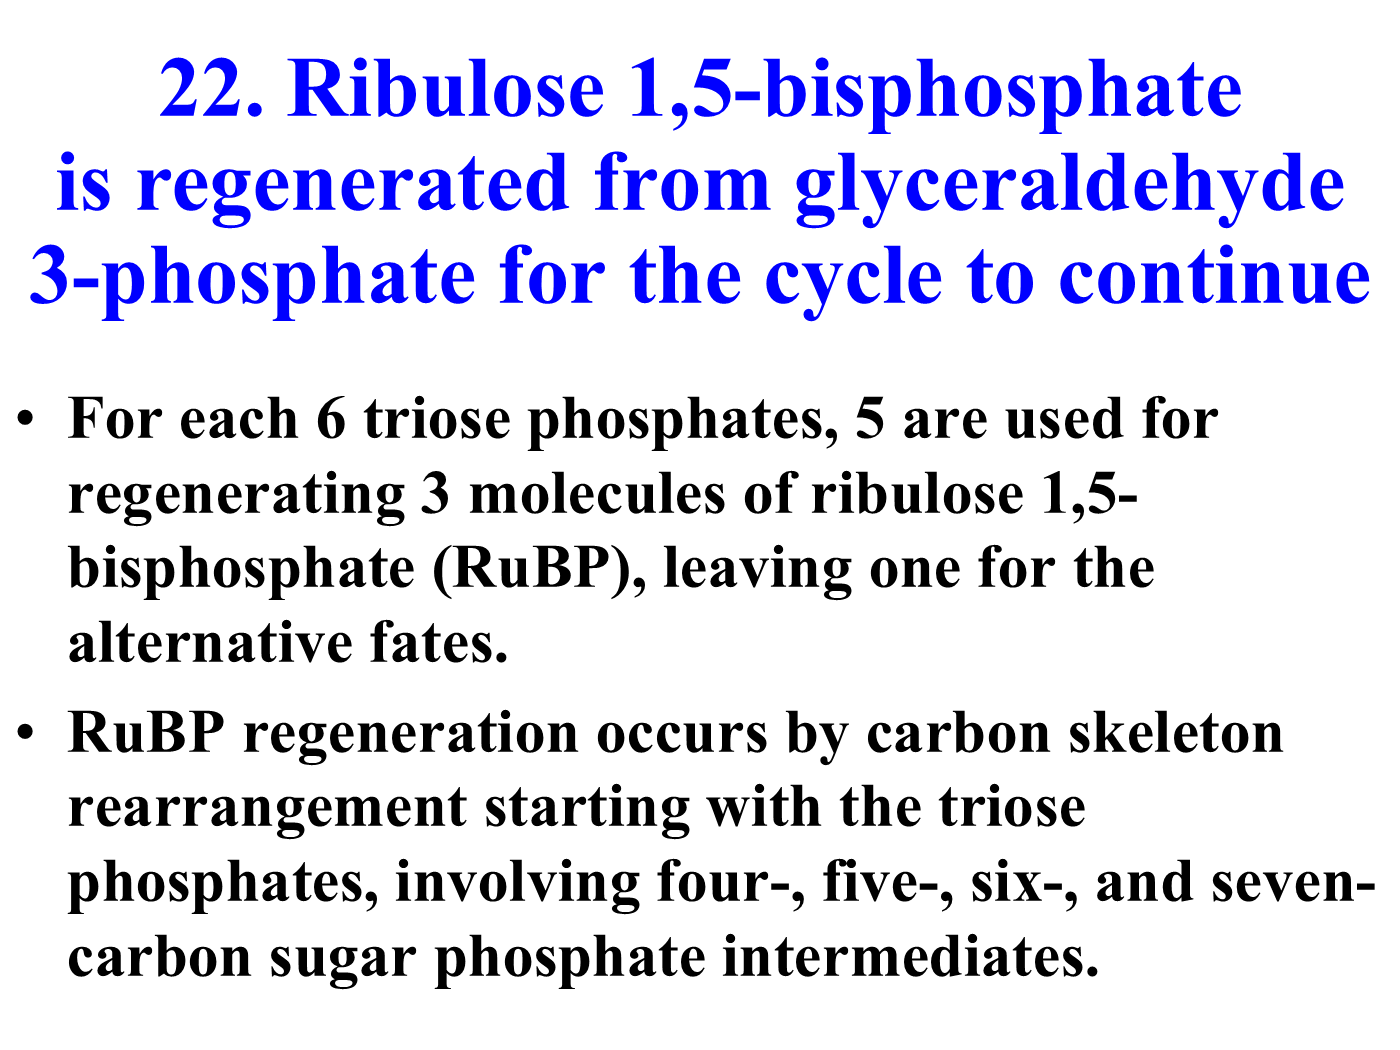 22. Ribulose 1,5-bisphosphate
is regenerated from glyceraldehyde
3-phosphate for the cycle to continue
• For each 6 triose phosphates, 5 are used for
regenerating 3 molecules of ribulose 1,5-
bisphosphate (RuBP), leaving one for the
alternative fates.
• RuBP regeneration occurs by carbon skeleton
rearrangement starting with the triose
phosphates, involving four-, five-, six-, and seven-
carbon sugar phosphate intermediates.